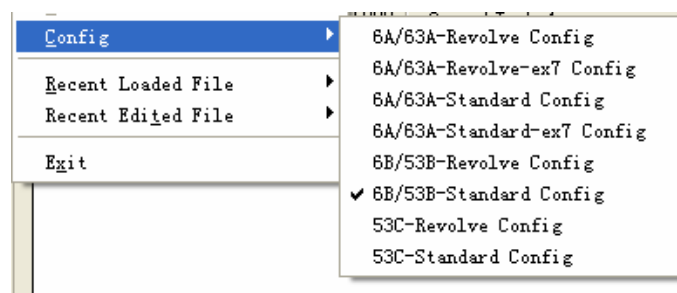 Config
Recent Loaded File
Recent Edited File
Exit
6A/63A-Revolve Config
6A/63A-Revolve-ex7 Config
6A/63A-Standard Config
6A/63A-Standard-ex7 Config
6B/53B-Revolve Config
6B/53B-Standard Config
53C-Revolve Config
53C-Standard Config